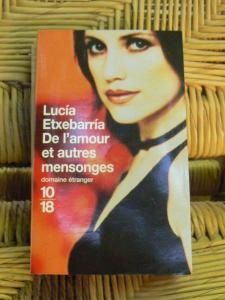 Lucía
Etxebarría
De l'amour
et autres
mensonges
domaine étranger
10
18